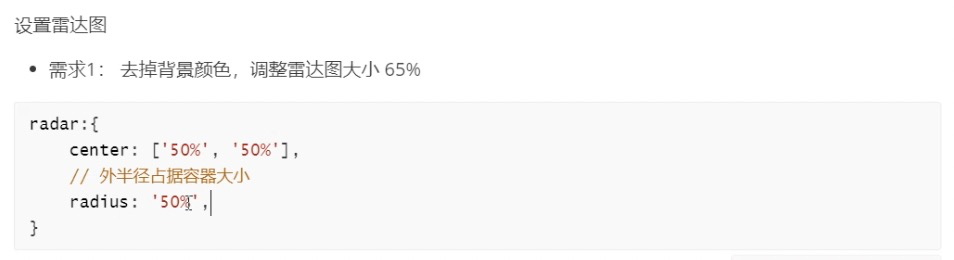 设置雷达图
• 需求1： 去掉背景颜色，调整雷达图大小 65%
radar:{
    center: ['50%', '50%'],
    // 外半径占据容器大小
    radius: '50%',
}